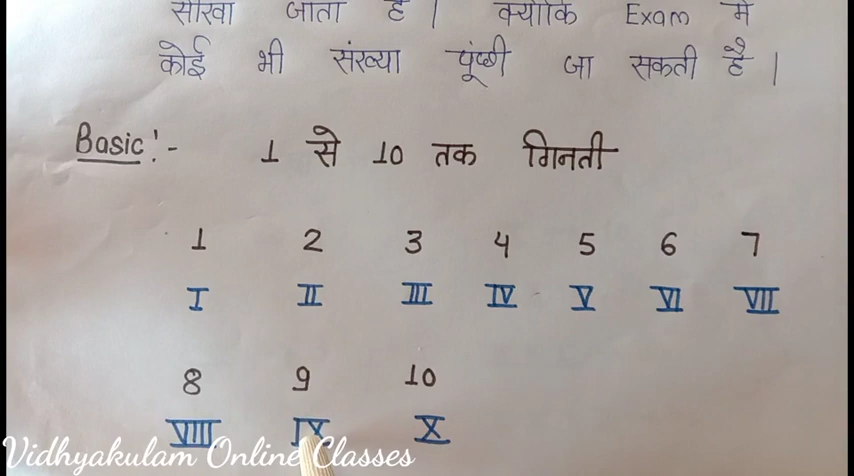 सीखा जाता है | क्योंकि Exam में
कोई भी संख्या पूंछी जा सकती है |
Basic :- 1 से 10 तक गिनती
1 2 3 4 5 6 7
I II III IV V VI VII
8 9 10
VIII IX X
Vidhyakulam Online Classes